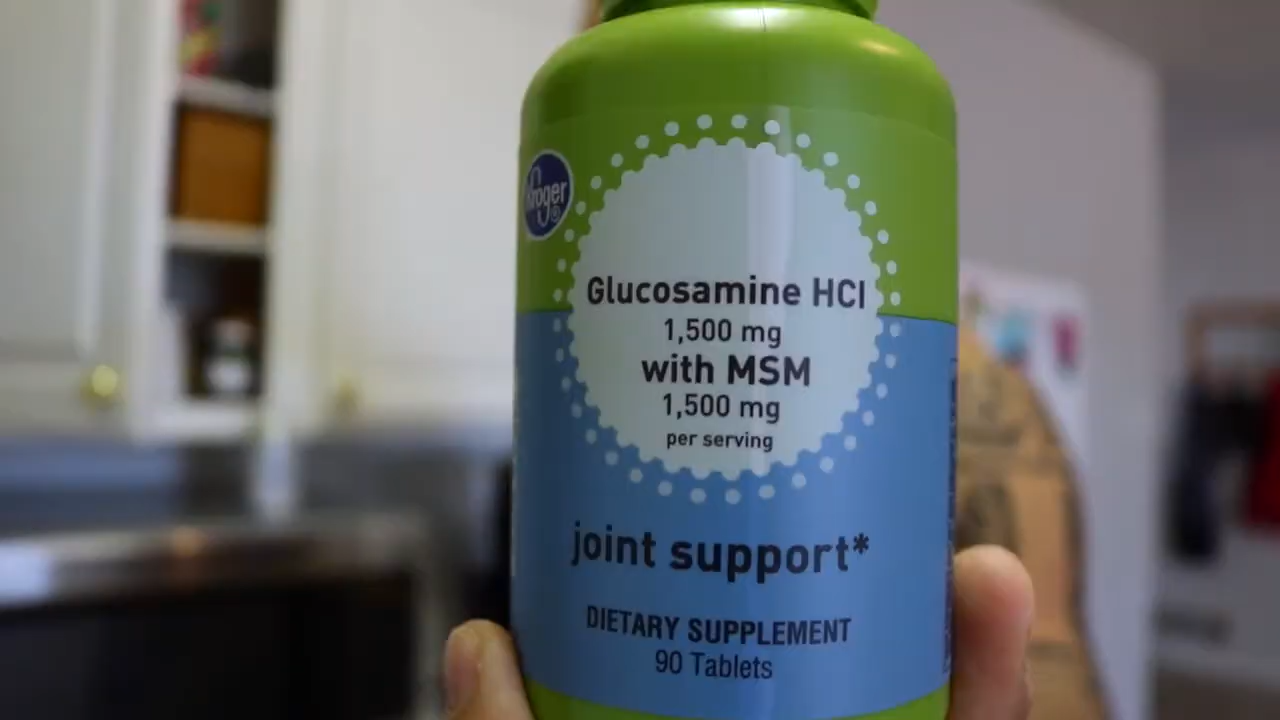 Kroger®
Glucosamine HCl
1,500 mg
with MSM
1,500 mg
per serving
joint support*
DIETARY SUPPLEMENT
90 Tablets